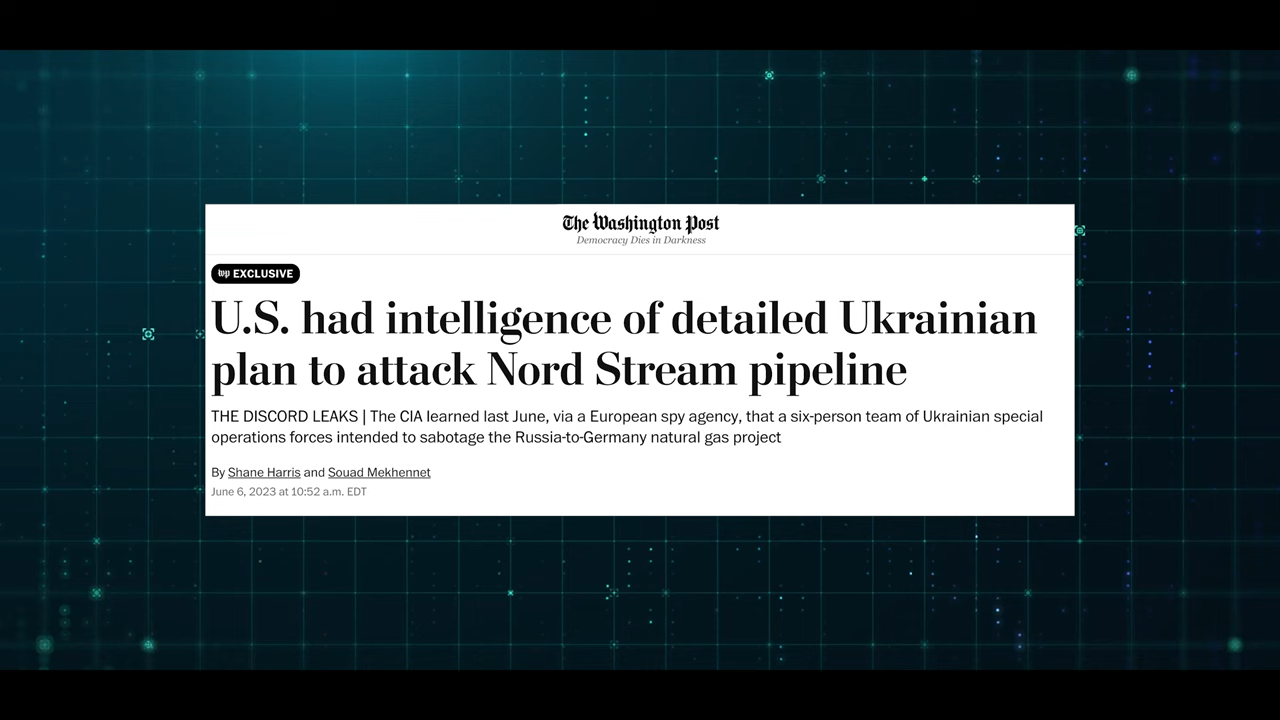 The Washington Post
Democracy Dies in Darkness
wp EXCLUSIVE
U.S. had intelligence of detailed Ukrainian
plan to attack Nord Stream pipeline
THE DISCORD LEAKS | The CIA learned last June, via a European spy agency, that a six-person team of Ukrainian special
operations forces intended to sabotage the Russia-to-Germany natural gas project
By Shane Harris and Souad Mekhennet
June 6, 2023 at 10:52 a.m. EDT